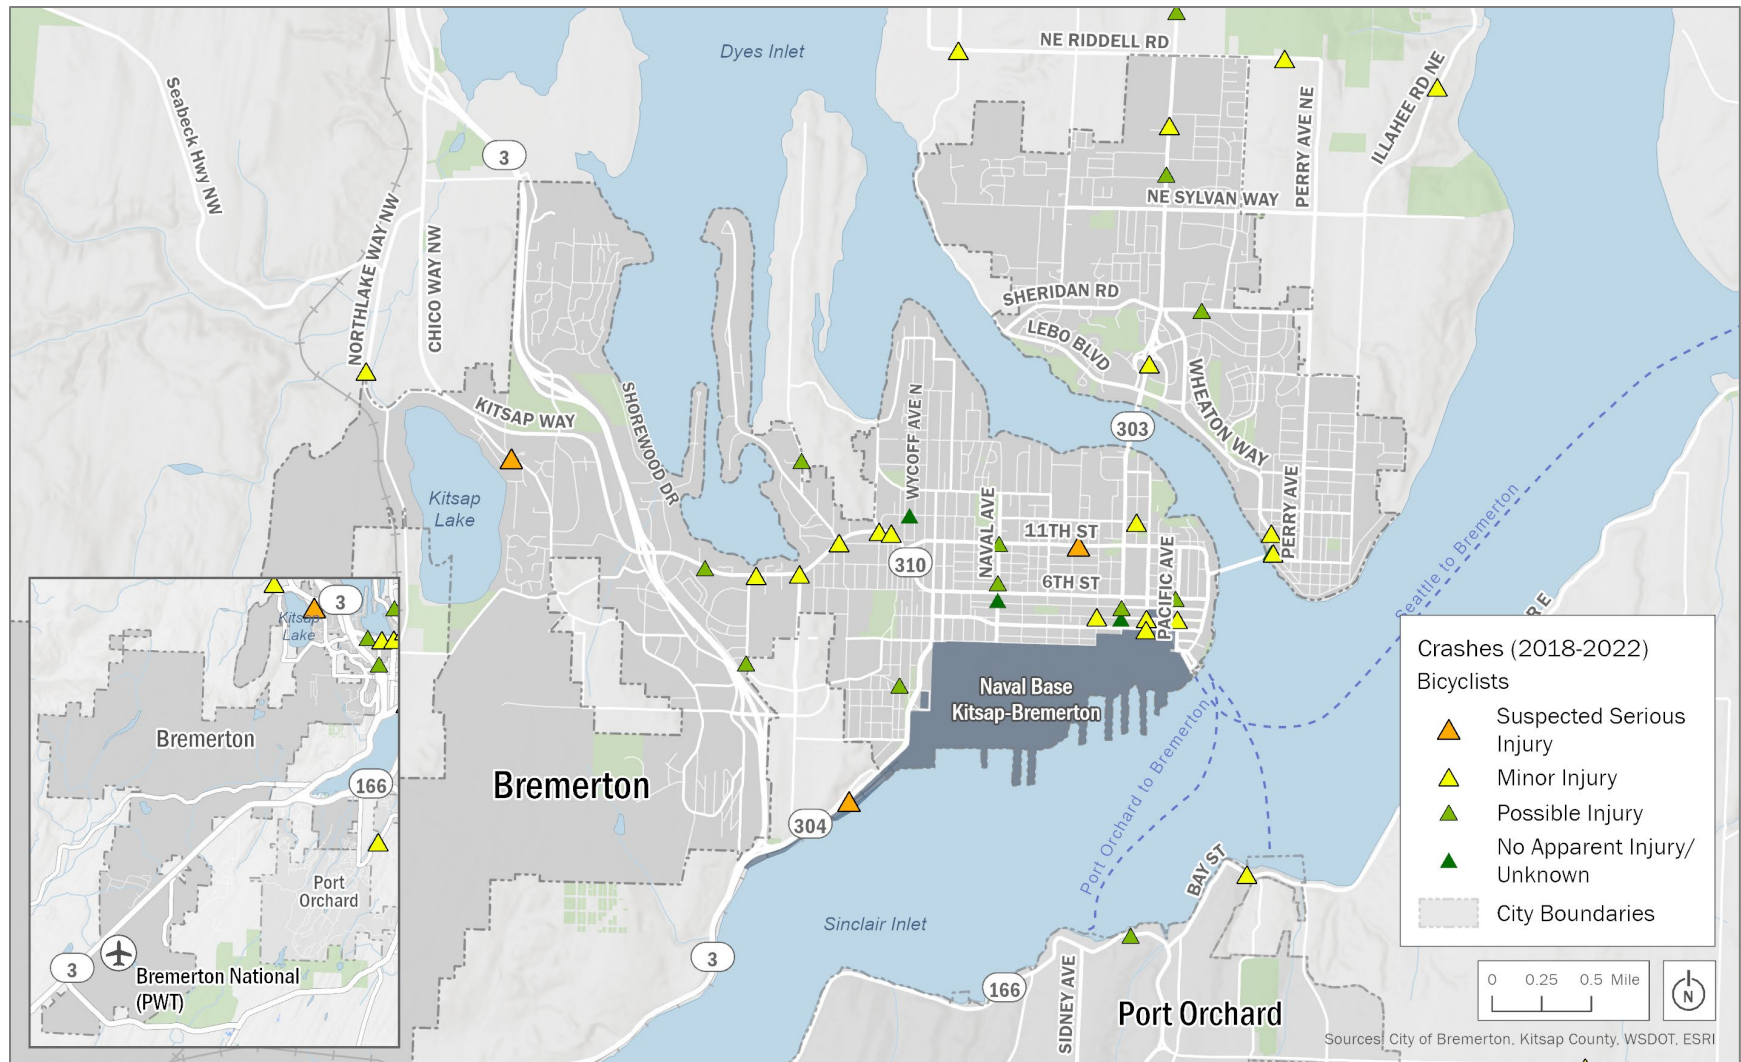 Dyes Inlet
NE RIDDELL RD
Seabeck Hwy NW
ILLAHEE RD NE
PERRY AVE NE
3
NE SYLVAN WAY
NORTHLAKE WAY NW
CHICO WAY NW
SHERIDAN RD
LEBO BLVD
KITSAP WAY
SHOREWOOD DR
WYCOFF AVE N
WHEATON WAY
303
Kitsap
Lake
NAVAL AVE
11TH ST
PERRY AVE
310
6TH ST
PACIFIC AVE
Seattle to Bremerton
R E
Naval Base
Kitsap-Bremerton
Port Orchard to Bremerton
Bremerton
304
BAY ST
Sinclair Inlet
3
166
SIDNEY AVE
Port Orchard
3
Kitsap
Lake
Bremerton
166
Port
Orchard
3
Bremerton National
(PWT)
Crashes (2018-2022)
Bicyclists
Suspected Serious
Injury
Minor Injury
Possible Injury
No Apparent Injury/
Unknown
City Boundaries
0 0.25 0.5 Mile
N
Sources: City of Bremerton, Kitsap County, WSDOT, ESRI